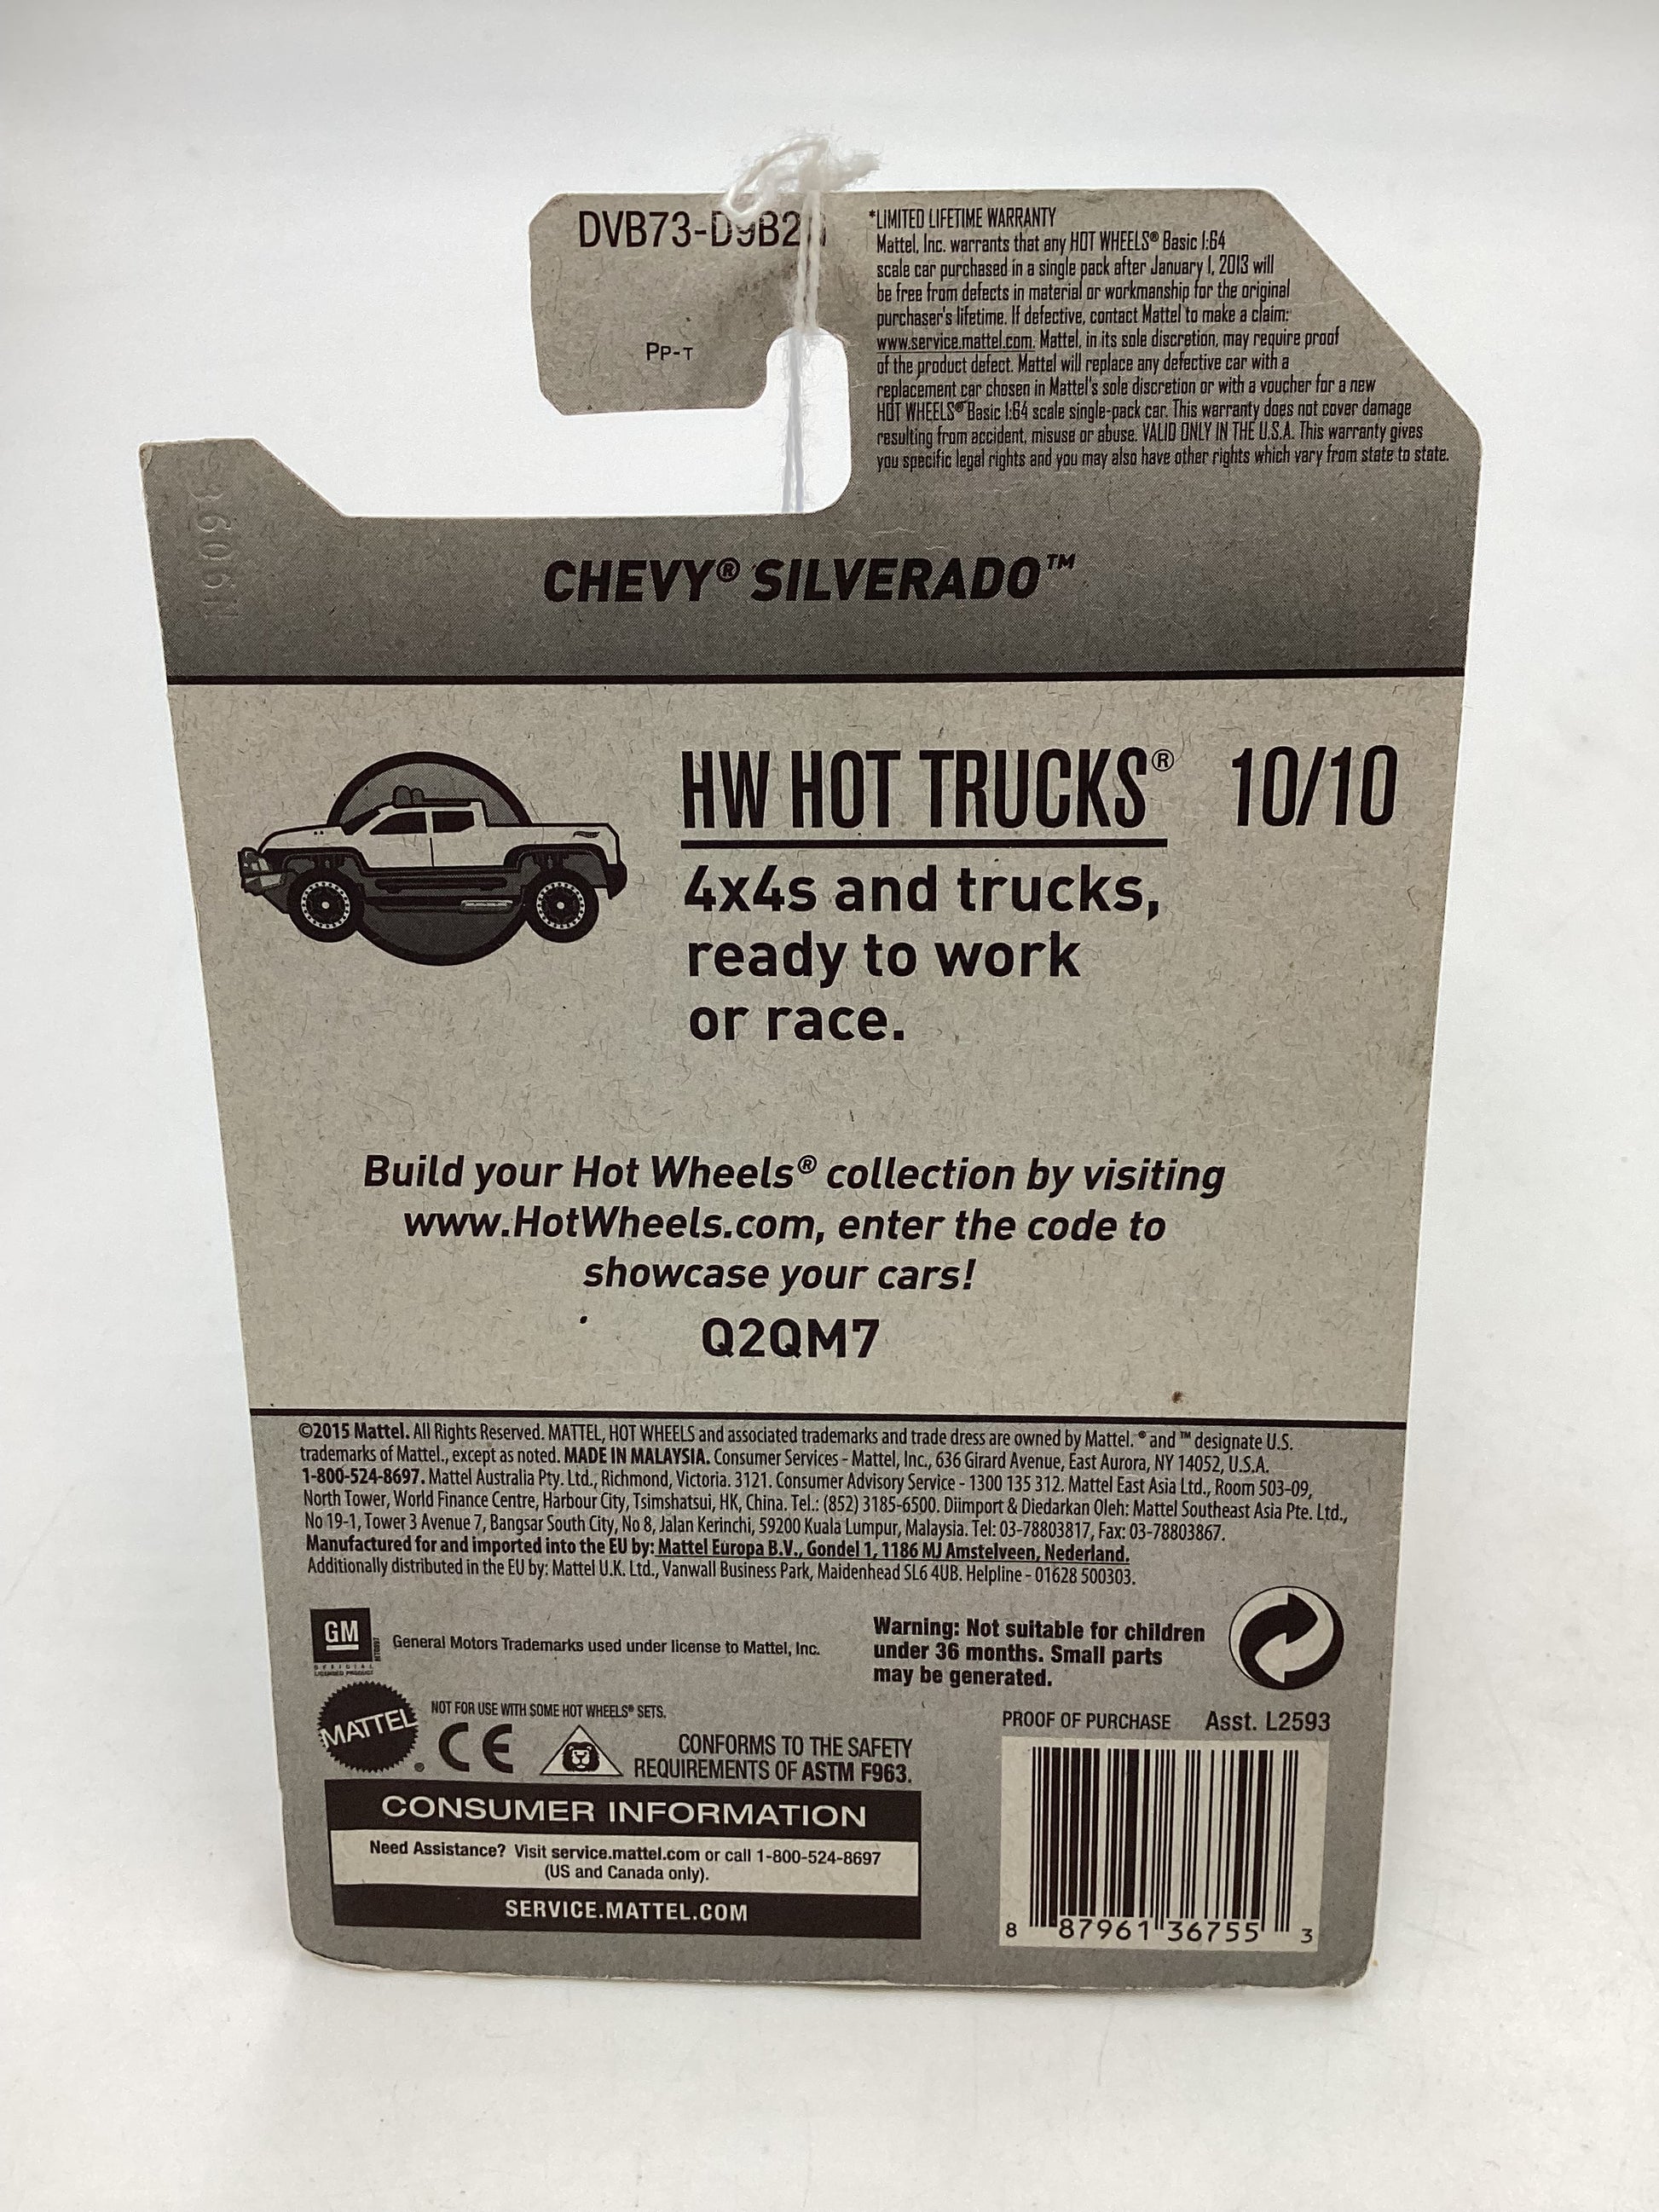 DVB73-D9B2
PP-T
*LIMITED LIFETIME WARRANTY
Mattel, Inc. warrants that any HOT WHEELS® Basic 1:64
scale car purchased in a single pack after January 1, 2013 will
be free from defects in material or workmanship for the original
purchaser's lifetime. If defective, contact Mattel to make a claim:
www.service.mattel.com. Mattel, in its sole discretion, may require proof
of the product defect. Mattel will replace any defective car with a
replacement car chosen in Mattel's sole discretion or with a voucher for a new
HOT WHEELS® Basic 1:64 scale single-pack car. This warranty does not cover damage
resulting from accident, misuse or abuse. VALID ONLY IN THE U.S.A. This warranty gives
you specific legal rights and you may also have other rights which vary from state to state.
CHEVY® SILVERADO™
HW HOT TRUCKS® 10/10
4x4s and trucks,
ready to work
or race.
Build your Hot Wheels® collection by visiting
www.HotWheels.com, enter the code to
showcase your cars!
Q2QM7
©2015 Mattel. All Rights Reserved. MATTEL, HOT WHEELS and associated trademarks and trade dress are owned by Mattel. ® and ™ designate U.S.
trademarks of Mattel., except as noted. MADE IN MALAYSIA. Consumer Services - Mattel, Inc., 636 Girard Avenue, East Aurora, NY 14052, U.S.A.
1-800-524-8697. Mattel Australia Pty. Ltd., Richmond, Victoria. 3121. Consumer Advisory Service - 1300 135 312. Mattel East Asia Ltd., Room 503-09,
North Tower, World Finance Centre, Harbour City, Tsimshatsui, HK, China. Tel.: (852) 3185-6500. Diimport & Diedarkan Oleh: Mattel Southeast Asia Pte. Ltd.,
No 19-1, Tower 3 Avenue 7, Bangsar South City, No 8, Jalan Kerinchi, 59200 Kuala Lumpur, Malaysia. Tel: 03-78803817, Fax: 03-78803867.
Manufactured for and imported into the EU by: Mattel Europa B.V., Gondel 1, 1186 MJ Amstelveen, Nederland.
Additionally distributed in the EU by: Mattel U.K. Ltd., Vanwall Business Park, Maidenhead SL6 4UB. Helpline - 01628 500303.
GM
OFFICIAL
LICENSED PRODUCT
General Motors Trademarks used under license to Mattel, Inc.
Warning: Not suitable for children
under 36 months. Small parts
may be generated.
MATTEL
NOT FOR USE WITH SOME HOT WHEELS® SETS.
CE
CONFORMS TO THE SAFETY
REQUIREMENTS OF ASTM F963.
PROOF OF PURCHASE Asst. L2593
CONSUMER INFORMATION
Need Assistance? Visit service.mattel.com or call 1-800-524-8697
(US and Canada only).
SERVICE.MATTEL.COM
8 87961 36755 3